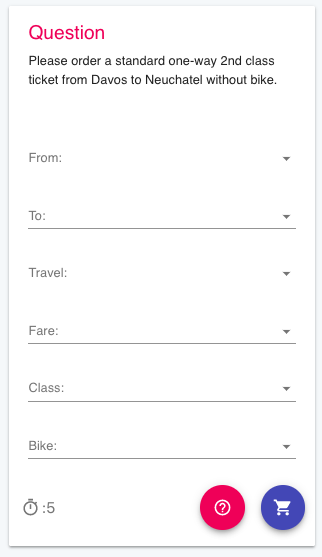 Question
Please order a standard one-way 2nd class
ticket from Davos to Neuchatel without bike.
From:
To:
Travel:
Fare:
Class:
Bike:
:5